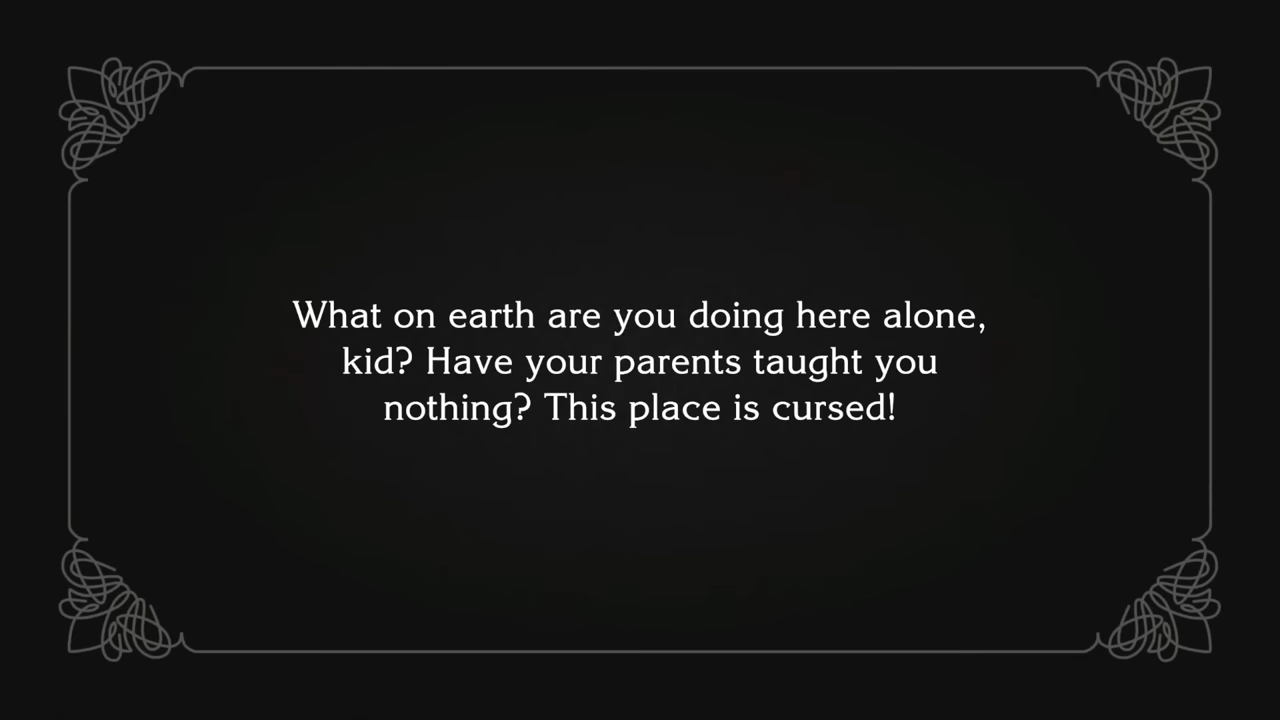 What on earth are you doing here alone,
kid? Have your parents taught you
nothing? This place is cursed!